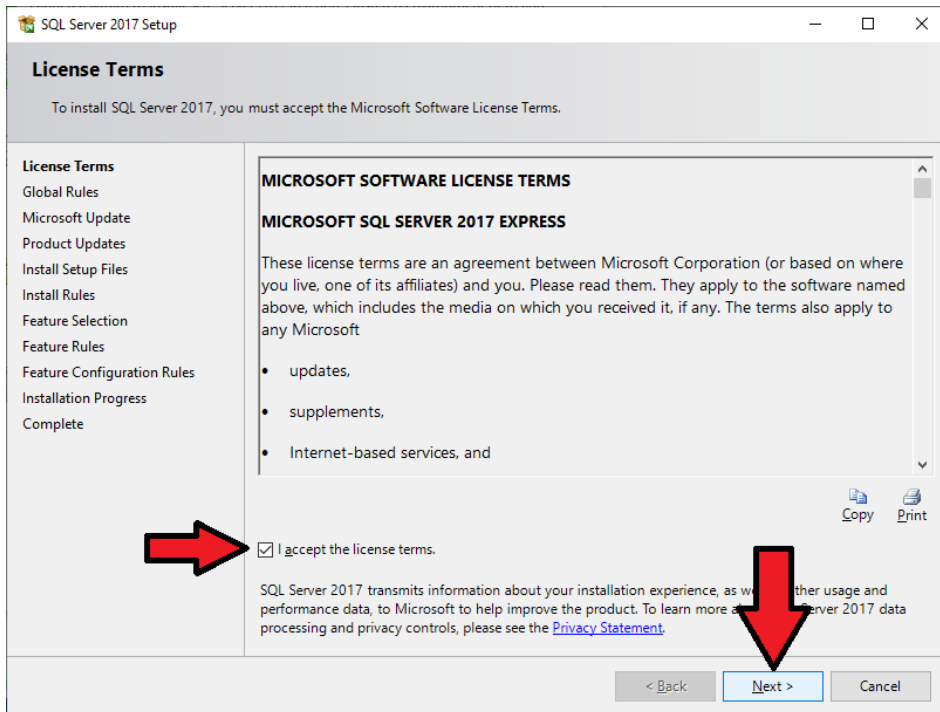 SQL Server 2017 Setup
License Terms
To install SQL Server 2017, you must accept the Microsoft Software License Terms.
License Terms
Global Rules
Microsoft Update
Product Updates
Install Setup Files
Install Rules
Feature Selection
Feature Rules
Feature Configuration Rules
Installation Progress
Complete
MICROSOFT SOFTWARE LICENSE TERMS
MICROSOFT SQL SERVER 2017 EXPRESS
These license terms are an agreement between Microsoft Corporation (or based on where
you live, one of its affiliates) and you. Please read them. They apply to the software named
above, which includes the media on which you received it, if any. The terms also apply to
any Microsoft
• updates,
• supplements,
• Internet-based services, and
Copy
Print
I accept the license terms.
SQL Server 2017 transmits information about your installation experience, as usage and
performance data, to Microsoft to help improve the product. To learn more Server 2017 data
processing and privacy controls, please see the Privacy Statement.
< Back
Next >
Cancel